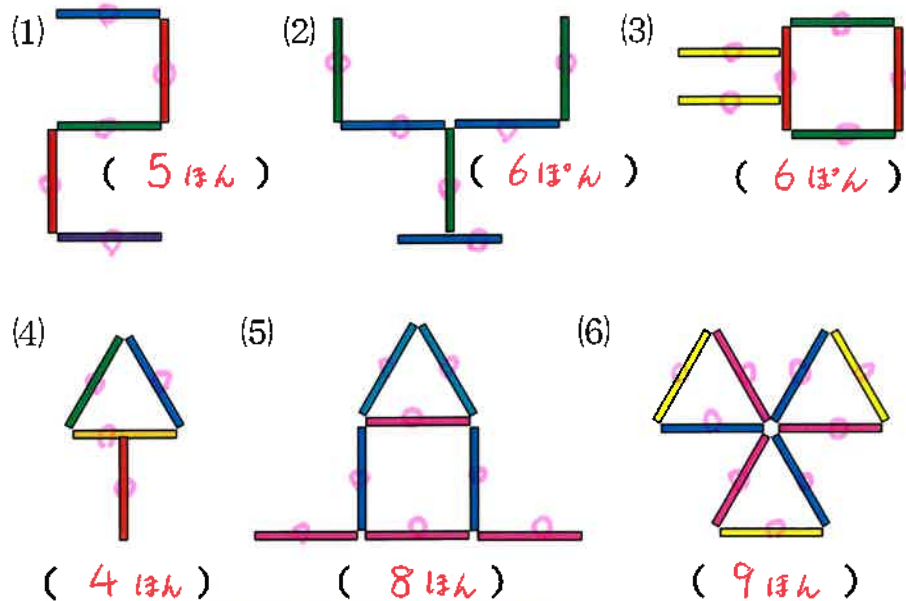 (1)
(2)
(3)
( 5ほん )
( 6ぽん )
( 6ぽん )
(4)
(5)
(6)
( 4ほん )
( 8ほん )
( 9ほん )